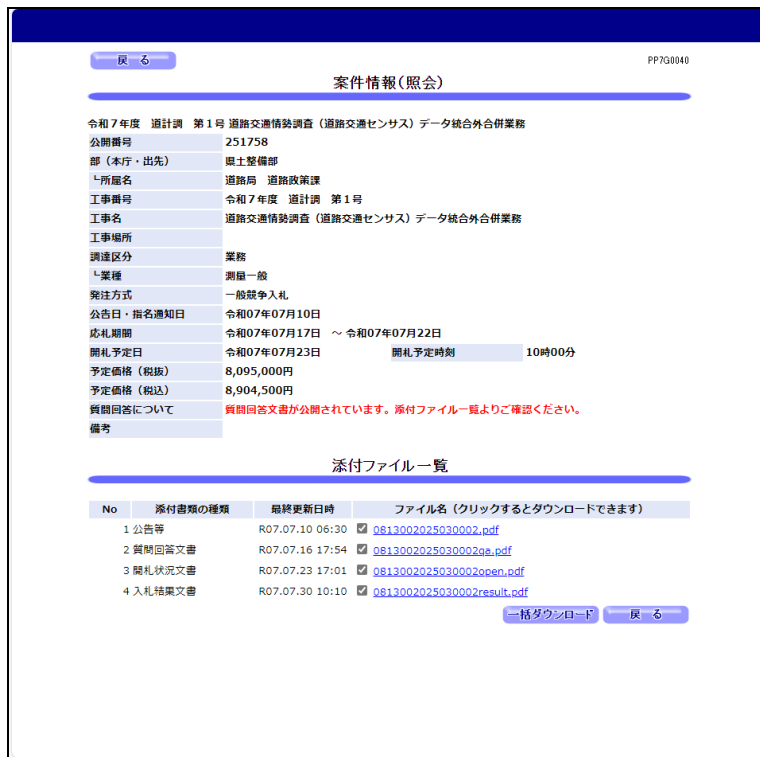 戻 る
PP7G0040
案件情報(照会)
令和７年度　道計調　第１号 道路交通情勢調査（道路交通センサス）データ統合外合併業務
公開番号 251758
部（本庁・出先） 県土整備部
└所属名 道路局　道路政策課
工事番号 令和７年度　道計調　第１号
工事名 道路交通情勢調査（道路交通センサス）データ統合外合併業務
工事場所
調達区分 業務
└業種 測量一般
発注方式 一般競争入札
公告日・指名通知日 令和07年07月10日
応札期間 令和07年07月17日　～ 令和07年07月22日
開札予定日 令和07年07月23日 開札予定時刻 10時00分
予定価格（税抜） 8,095,000円
予定価格（税込） 8,904,500円
質問回答について 質問回答文書が公開されています。添付ファイル一覧よりご確認ください。
備考
添付ファイル一覧
No 添付書類の種類 最終更新日時 ファイル名（クリックするとダウンロードできます）
1 公告等 R07.07.10 06:30 0813002025030002.pdf
2 質問回答文書 R07.07.16 17:54 0813002025030002qa.pdf
3 開札状況文書 R07.07.23 17:01 0813002025030002open.pdf
4 入札結果文書 R07.07.30 10:10 0813002025030002result.pdf
一括ダウンロード 戻 る